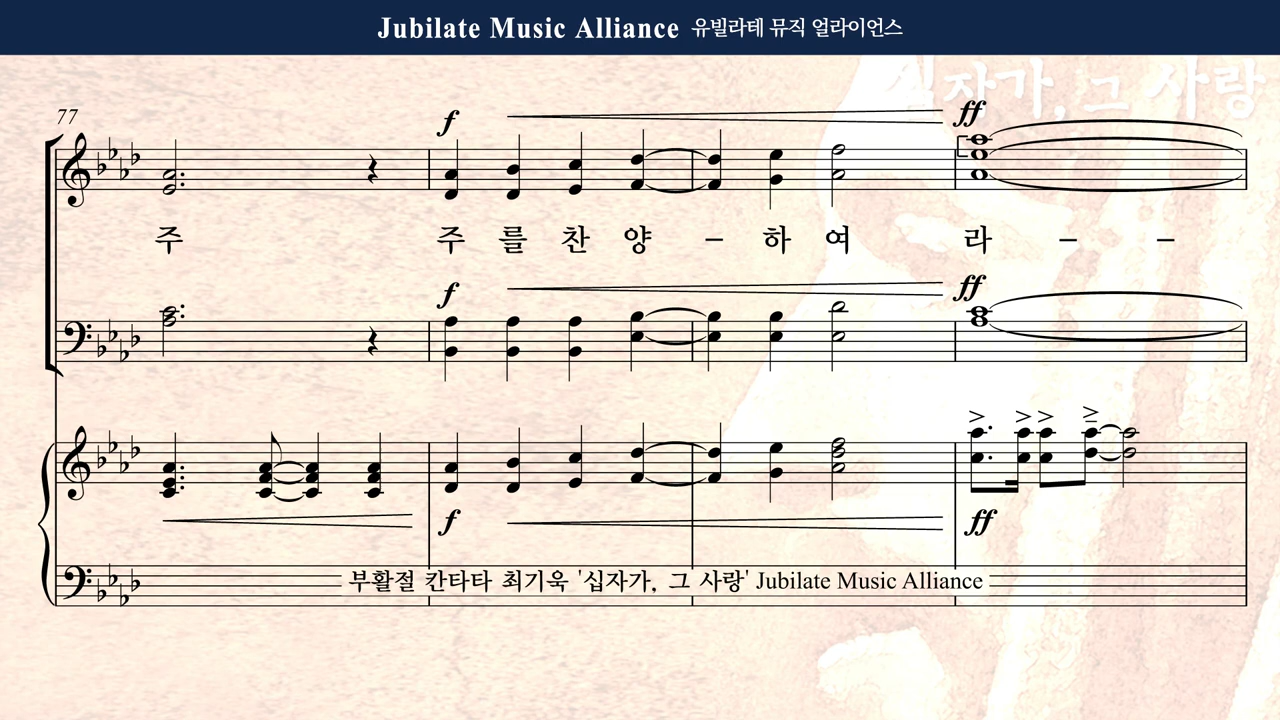 Jubilate Music Alliance 유빌라테 뮤직 얼라이언스
십자가, 그 사랑
77
f ff
주 주 를 찬 양 – 하 여 라 – –
f ff
f ff
부활절 칸타타 최기욱 '십자가, 그 사랑' Jubilate Music Alliance